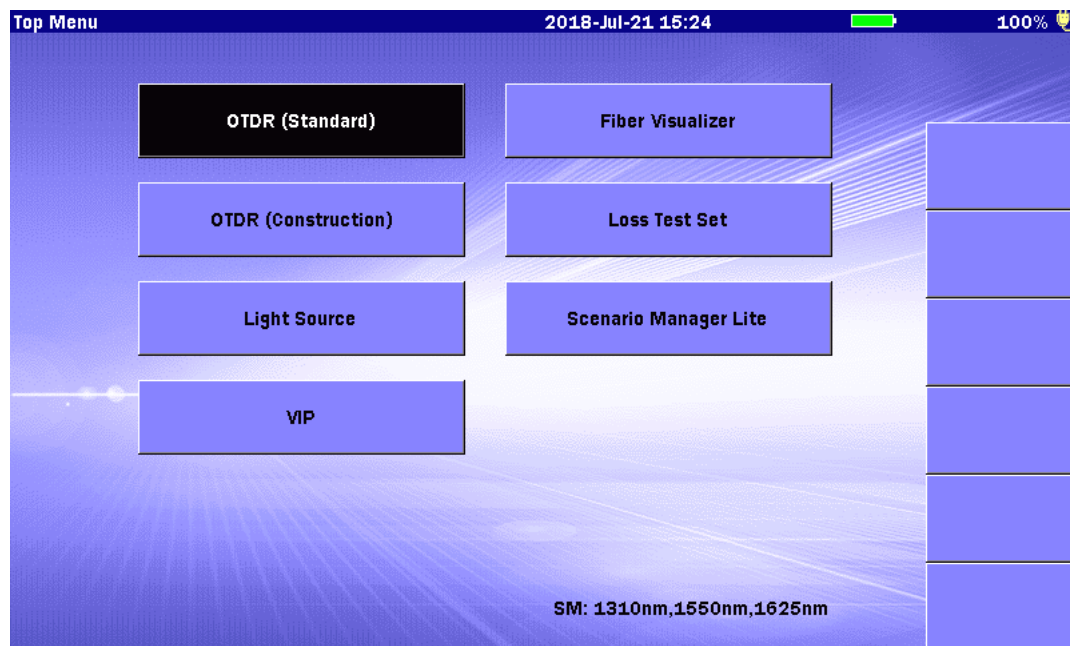 Top Menu 2018-Jul-21 15:24 100%
OTDR (Standard) Fiber Visualizer
OTDR (Construction) Loss Test Set
Light Source Scenario Manager Lite
VIP
SM: 1310nm,1550nm,1625nm